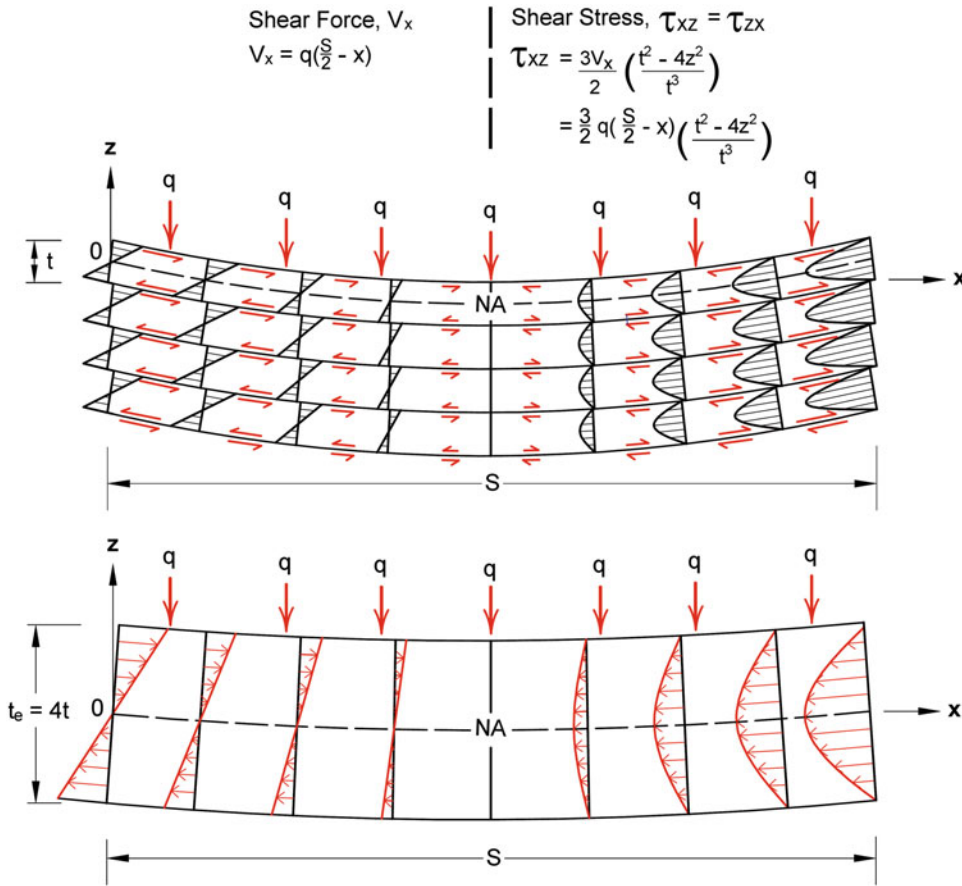 Shear Force, Vₓ
Vₓ = q(S/2 - x)
Shear Stress, τxz = τzx
τxz = 3Vₓ/2 (t² - 4z²/t³)
= 3/2 q(S/2 - x)(t² - 4z²/t³)
z
q q q q q q q
0
t
x
NA
S
z
q q q q q q q
tₑ = 4t
0
x
NA
S